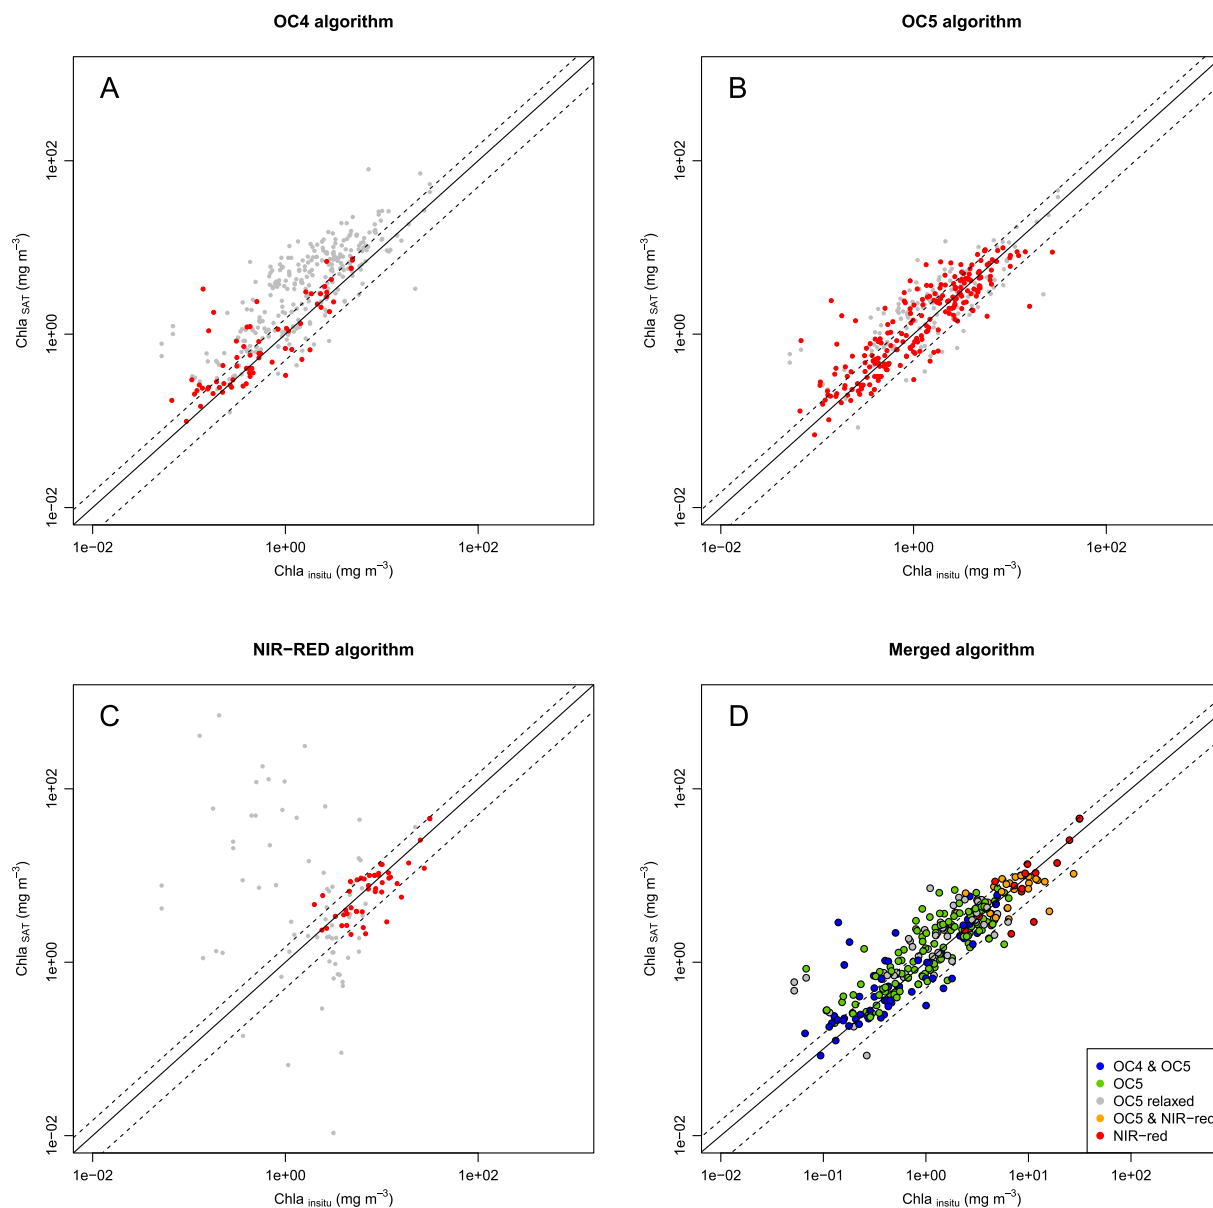 OC4 algorithm
A
1e+02
1e+00
1e-02
Chla SAT (mg m−3)
1e-02 1e+00 1e+02
Chla insitu (mg m−3)
OC5 algorithm
B
1e+02
1e+00
1e-02
Chla SAT (mg m−3)
1e-02 1e+00 1e+02
Chla insitu (mg m−3)
NIR−RED algorithm
C
1e+02
1e+00
1e-02
Chla SAT (mg m−3)
1e-02 1e+00 1e+02
Chla insitu (mg m−3)
Merged algorithm
D
1e+02
1e+00
1e-02
Chla SAT (mg m−3)
OC4 & OC5
OC5
OC5 relaxed
OC5 & NIR−red
NIR−red
1e-02 1e-01 1e+00 1e+01 1e+02
Chla insitu (mg m−3)